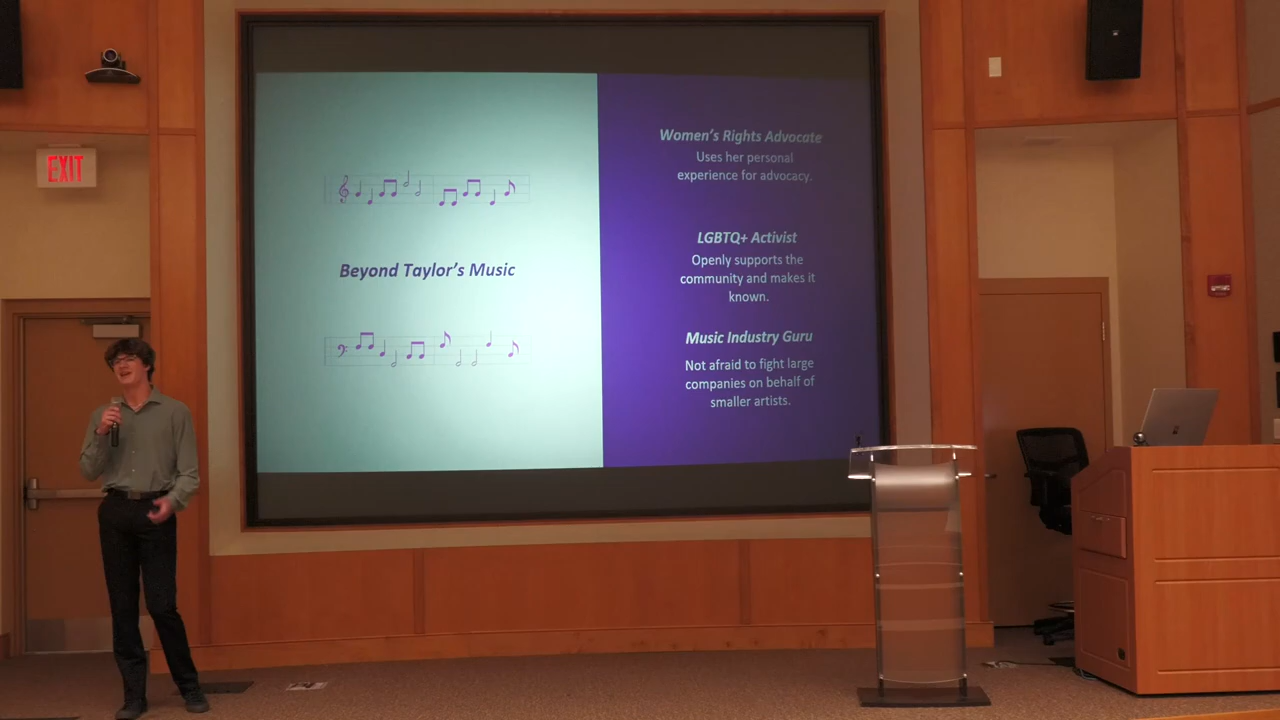 EXIT
Beyond Taylor's Music
Women's Rights Advocate
Uses her personal
experience for advocacy.
LGBTQ+ Activist
Openly supports the
community and makes it
known.
Music Industry Guru
Not afraid to fight large
companies on behalf of
smaller artists.